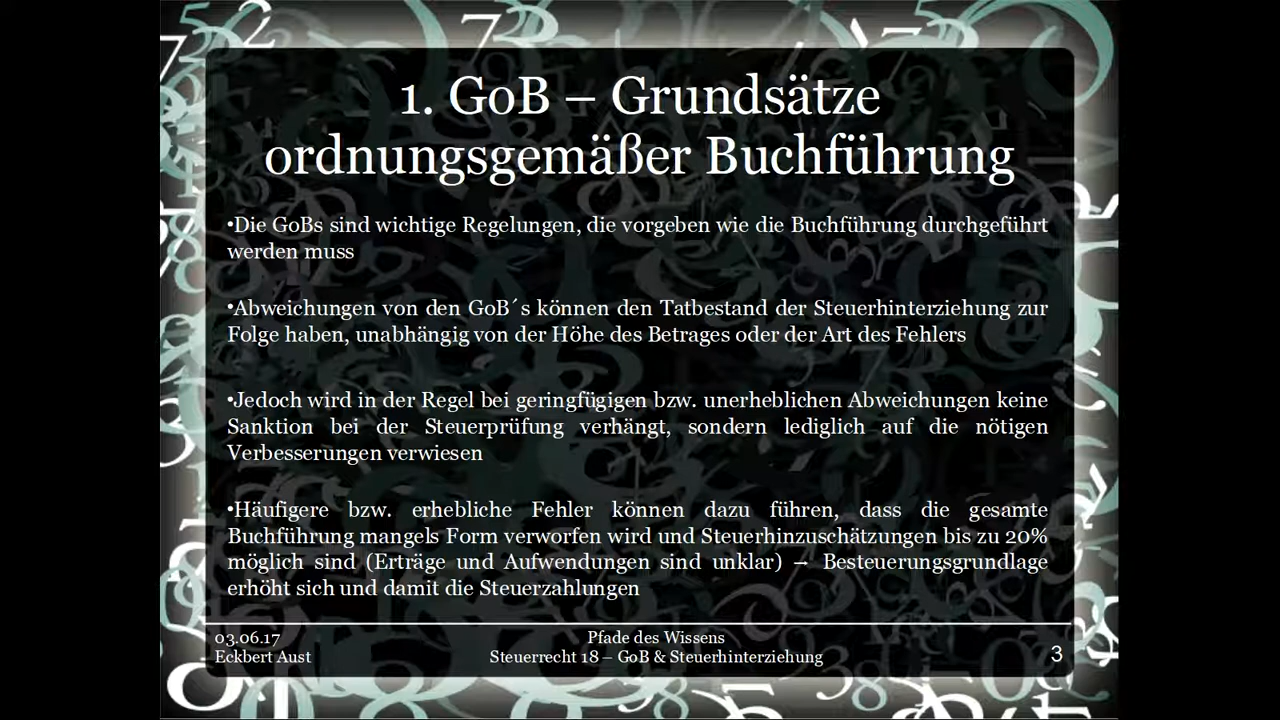 1. GoB – Grundsätze
ordnungsgemäßer Buchführung
•Die GoBs sind wichtige Regelungen, die vorgeben wie die Buchführung durchgeführt
werden muss
•Abweichungen von den GoB´s können den Tatbestand der Steuerhinterziehung zur
Folge haben, unabhängig von der Höhe des Betrages oder der Art des Fehlers
•Jedoch wird in der Regel bei geringfügigen bzw. unerheblichen Abweichungen keine
Sanktion bei der Steuerprüfung verhängt, sondern lediglich auf die nötigen
Verbesserungen verwiesen
•Häufigere bzw. erhebliche Fehler können dazu führen, dass die gesamte
Buchführung mangels Form verworfen wird und Steuerhinzuschätzungen bis zu 20%
möglich sind (Erträge und Aufwendungen sind unklar) → Besteuerungsgrundlage
erhöht sich und damit die Steuerzahlungen
03.06.17
Eckbert Aust
Pfade des Wissens
Steuerrecht 18 – GoB & Steuerhinterziehung
3